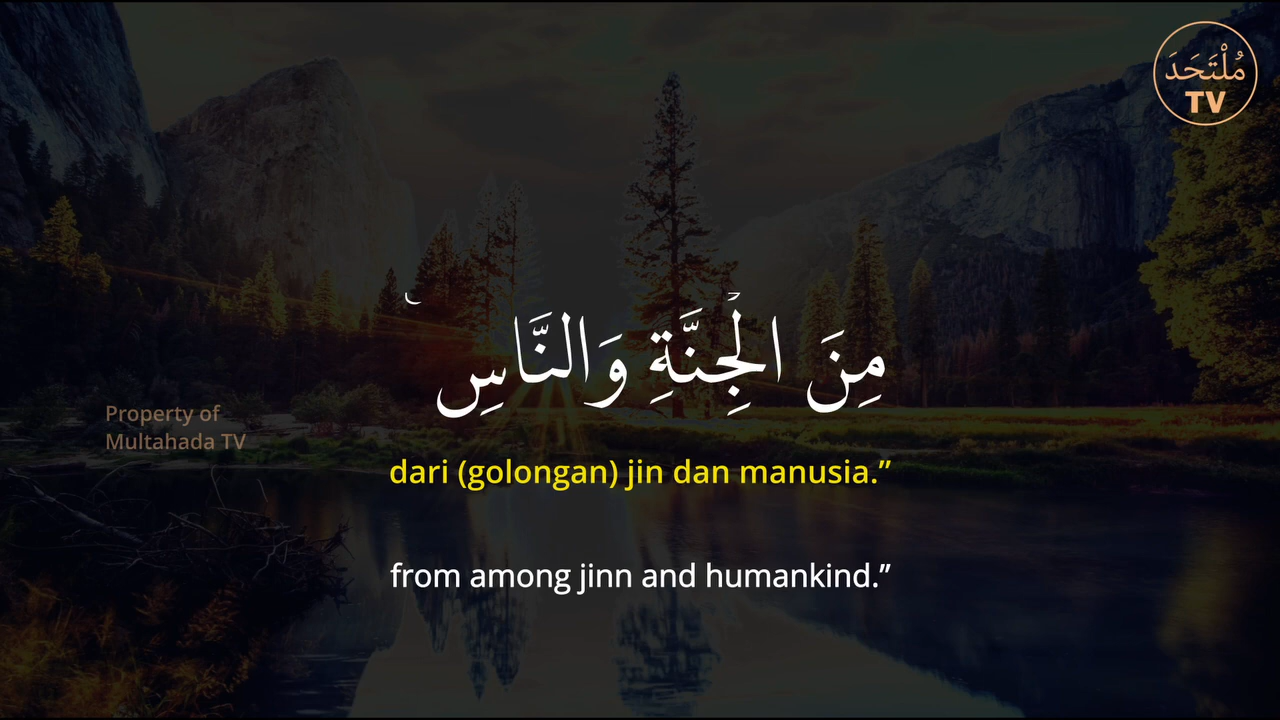 مُلْتَحَدَ
TV
مِنَ الْجِنَّةِ وَالنَّاسِ ࣖ
Property of
Multahada TV
dari (golongan) jin dan manusia.”
from among jinn and humankind.”